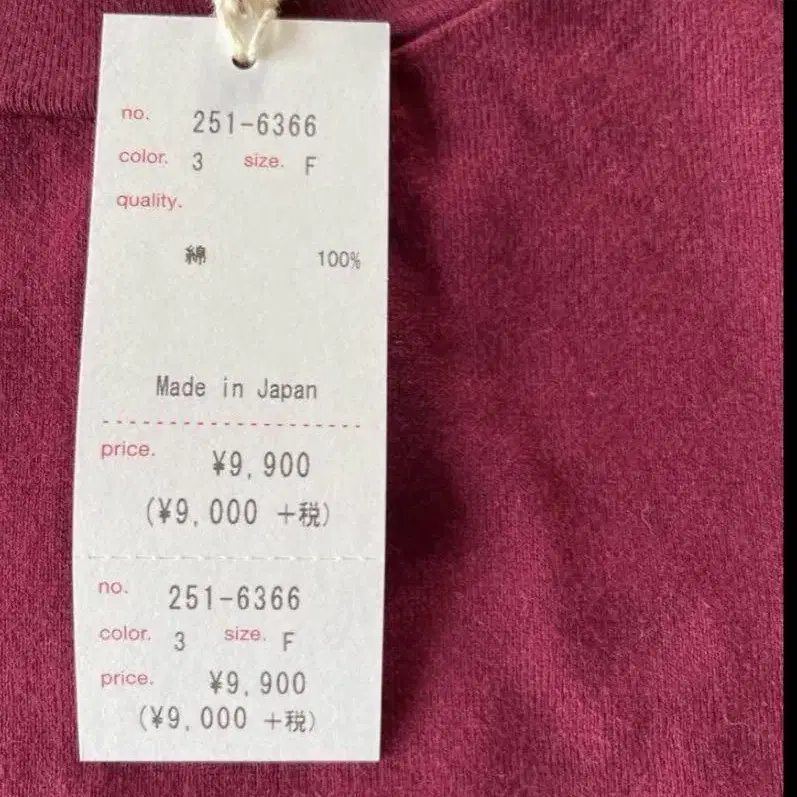 no. 251-6366
color. 3 size. F
quality.
綿 100%
Made in Japan
price. ¥9,900
(¥9,000 +税)
no. 251-6366
color. 3 size. F
price. ¥9,900
(¥9,000 +税)